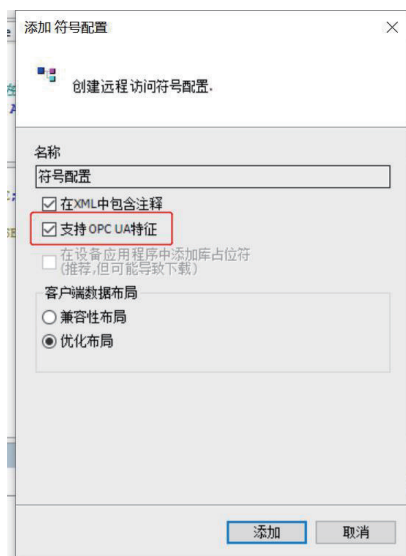 添加 符号配置
创建远程访问符号配置.
名称
符号配置
在XML中包含注释
支持 OPC UA特征
在设备应用程序中添加库占位符
(推荐,但可能导致下载)
客户端数据布局
兼容性布局
优化布局
添加
取消